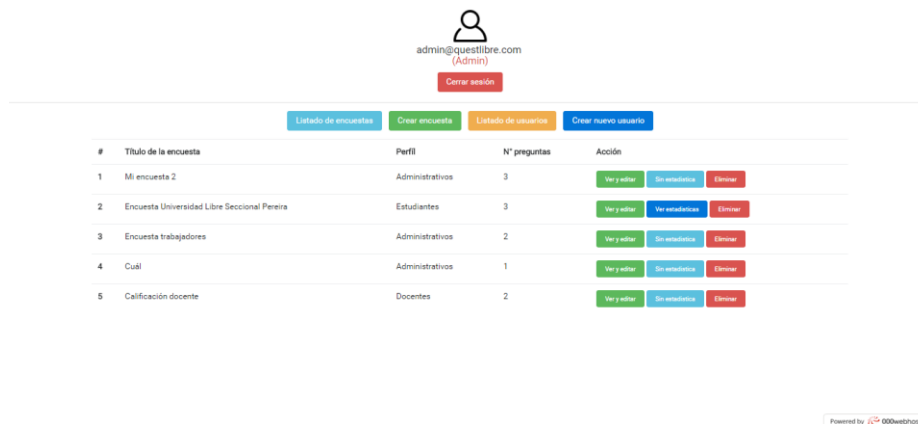 admin@questlibre.com
(Admin)
Cerrar sesión
Listado de encuestas Crear encuesta Listado de usuarios Crear nuevo usuario
# Título de la encuesta Perfil N° preguntas Acción
1 Mi encuesta 2 Administrativos 3 Ver y editar Sin estadística Eliminar
2 Encuesta Universidad Libre Seccional Pereira Estudiantes 3 Ver y editar Ver estadísticas Eliminar
3 Encuesta trabajadores Administrativos 2 Ver y editar Sin estadística Eliminar
4 Cuál Administrativos 1 Ver y editar Sin estadística Eliminar
5 Calificación docente Docentes 2 Ver y editar Sin estadística Eliminar
Powered by 000webhos